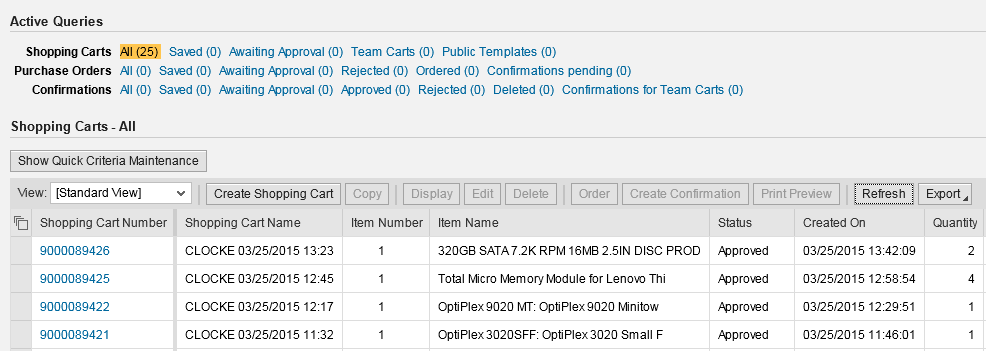 Active Queries
Shopping Carts All (25) Saved (0) Awaiting Approval (0) Team Carts (0) Public Templates (0)
Purchase Orders All (0) Saved (0) Awaiting Approval (0) Rejected (0) Ordered (0) Confirmations pending (0)
Confirmations All (0) Saved (0) Awaiting Approval (0) Approved (0) Rejected (0) Deleted (0) Confirmations for Team Carts (0)
Shopping Carts - All
Show Quick Criteria Maintenance
View: [Standard View] Create Shopping Cart Copy Display Edit Delete Order Create Confirmation Print Preview Refresh Export
Shopping Cart Number Shopping Cart Name Item Number Item Name Status Created On Quantity
9000089426 CLOCKE 03/25/2015 13:23 1 320GB SATA 7.2K RPM 16MB 2.5IN DISC PROD Approved 03/25/2015 13:42:09 2
9000089425 CLOCKE 03/25/2015 12:45 1 Total Micro Memory Module for Lenovo Thi Approved 03/25/2015 12:58:54 4
9000089422 CLOCKE 03/25/2015 12:17 1 OptiPlex 9020 MT: OptiPlex 9020 Minitow Approved 03/25/2015 12:29:51 1
9000089421 CLOCKE 03/25/2015 11:32 1 OptiPlex 3020SFF: OptiPlex 3020 Small F Approved 03/25/2015 11:46:01 1